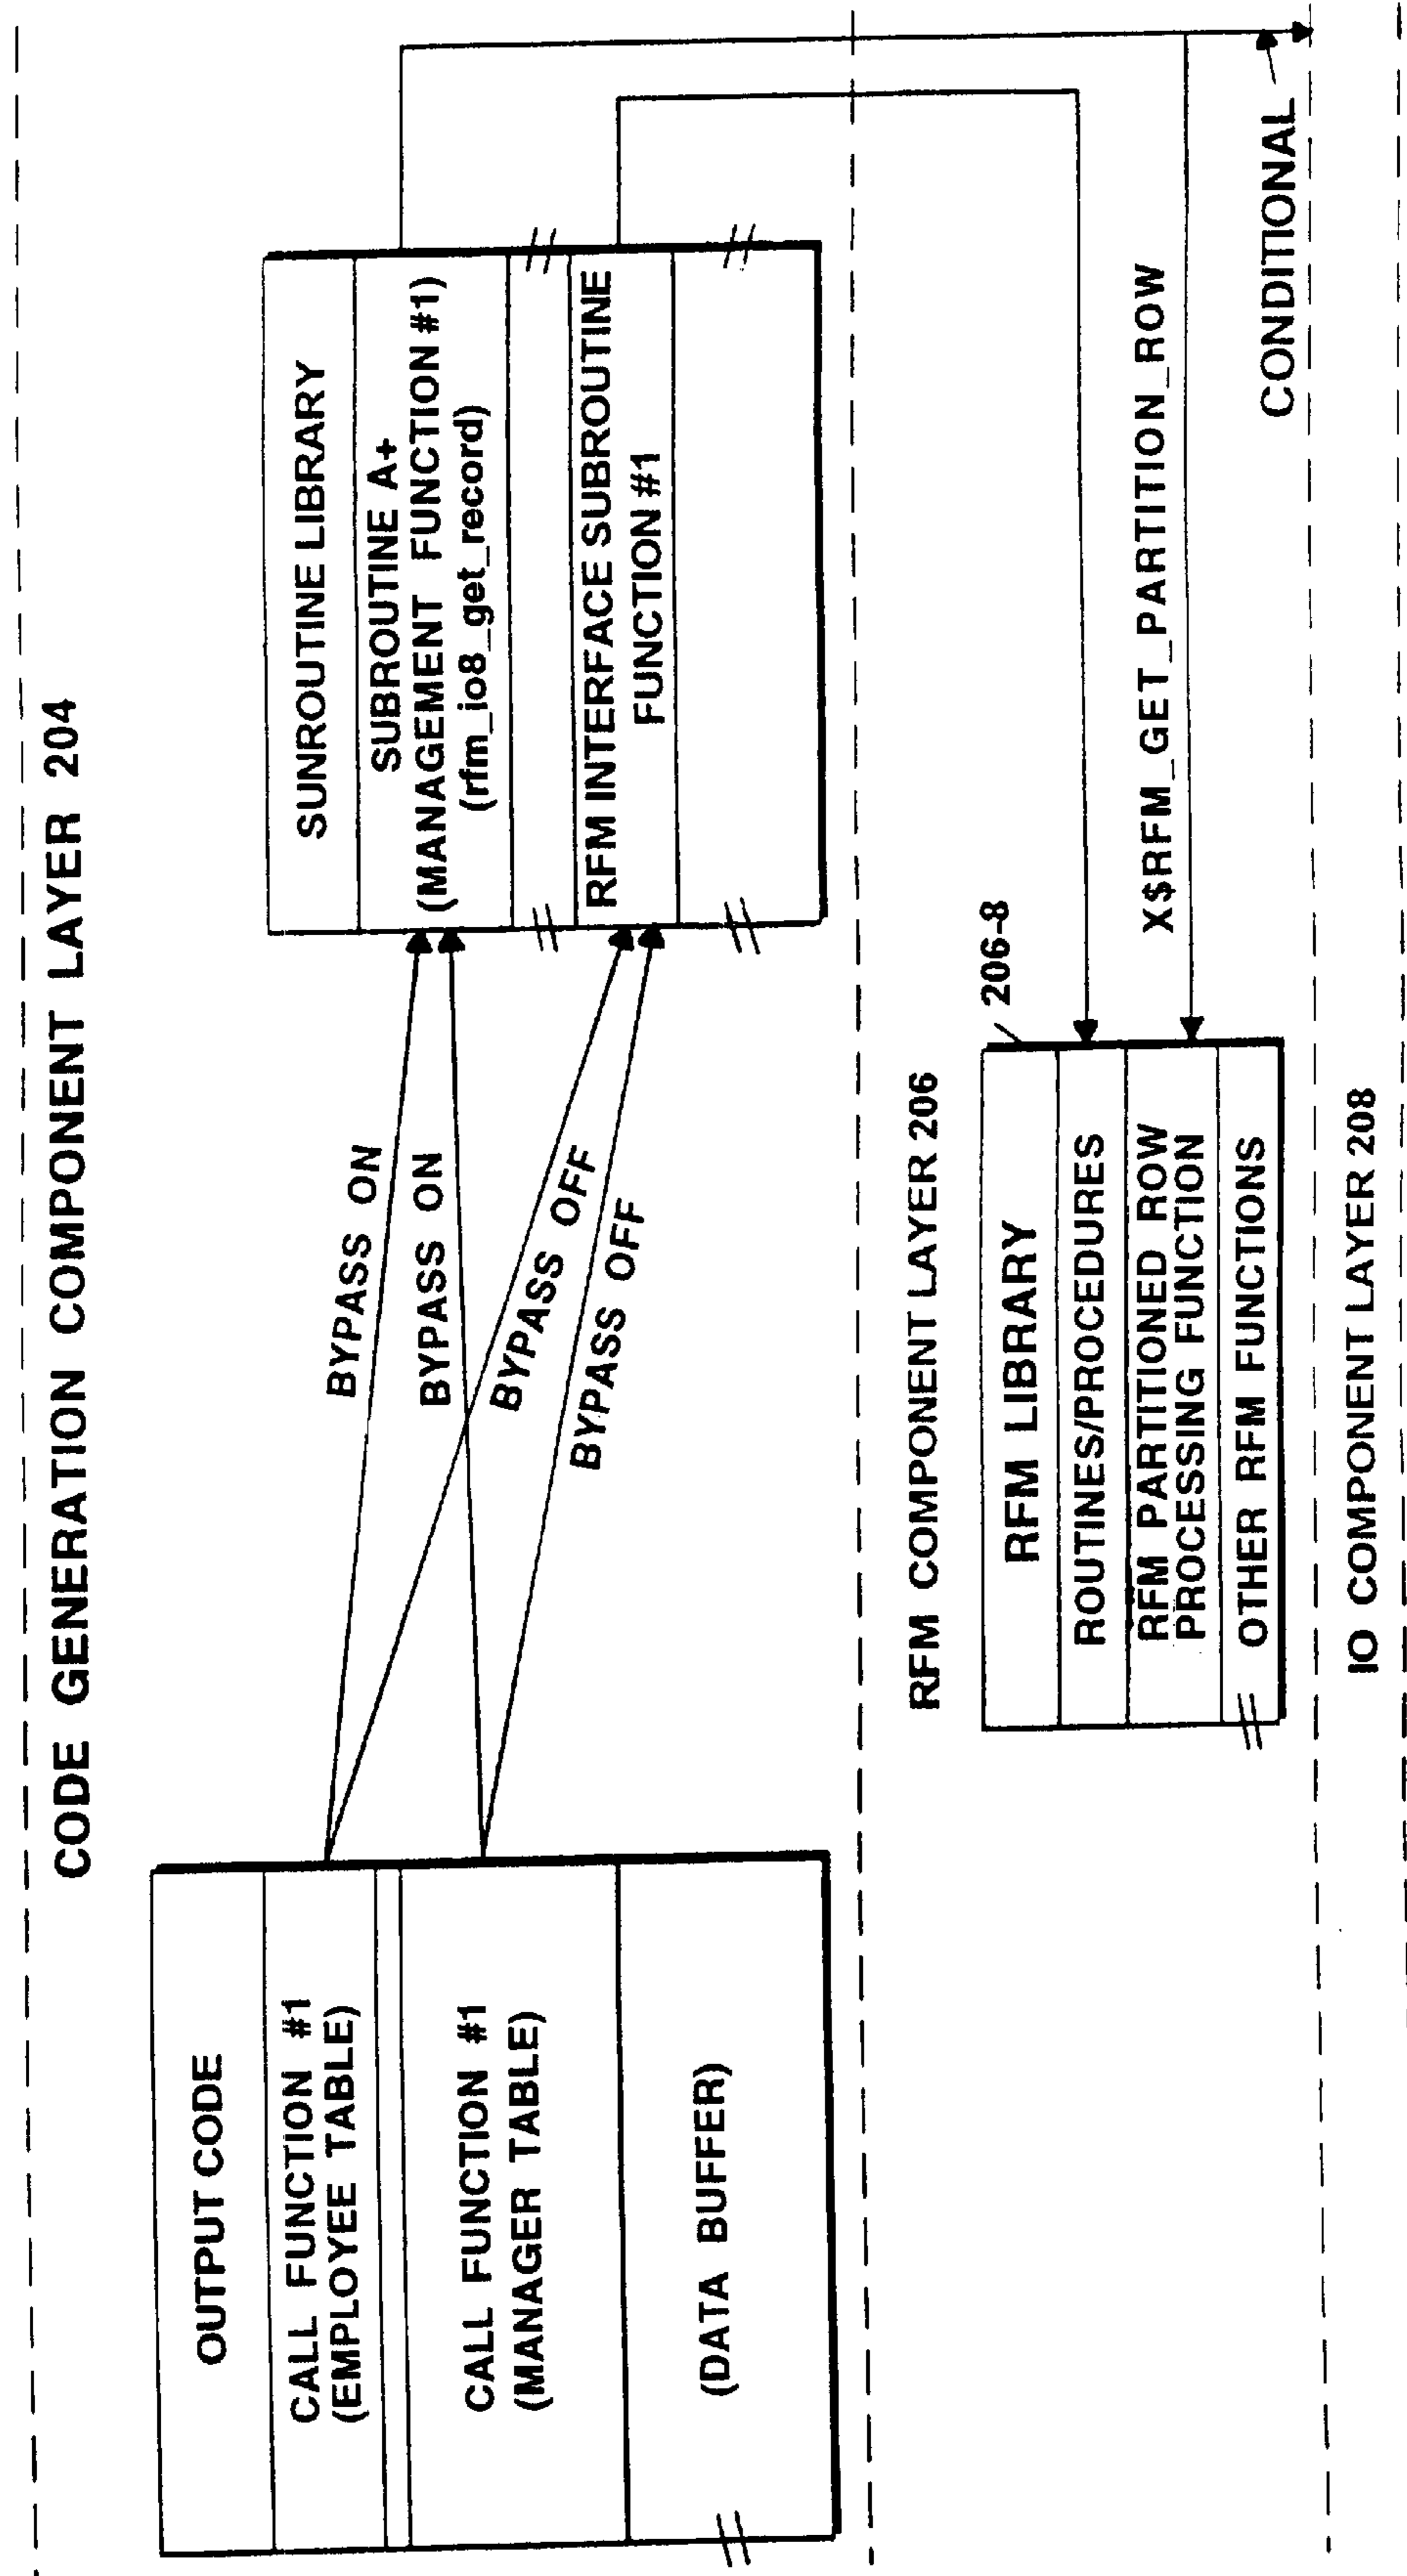 CODE GENERATION COMPONENT LAYER 204
OUTPUT CODE
CALL FUNCTION #1
(EMPLOYEE TABLE)
CALL FUNCTION #1
(MANAGER TABLE)
(DATA BUFFER)
BYPASS ON
BYPASS ON
BYPASS OFF
BYPASS OFF
SUNROUTINE LIBRARY
SUBROUTINE A+
(MANAGEMENT FUNCTION #1)
(rfm_io8_get_record)
RFM INTERFACE SUBROUTINE
FUNCTION #1
RFM COMPONENT LAYER 206
206-8
RFM LIBRARY
ROUTINES/PROCEDURES
RFM PARTITIONED ROW
PROCESSING FUNCTION
OTHER RFM FUNCTIONS
X$RFM_GET_PARTITION_ROW
CONDITIONAL
IO COMPONENT LAYER 208